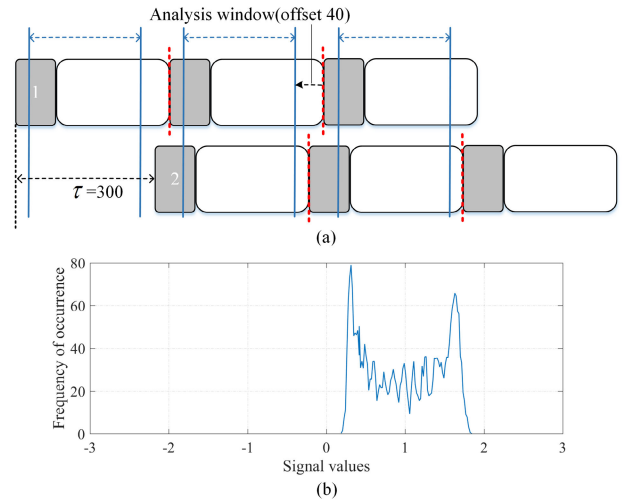 Analysis window(offset 40)
1
τ =300
2
(a)
80
60
40
20
0
Frequency of occurrence
-3 -2 -1 0 1 2 3
Signal values
(b)